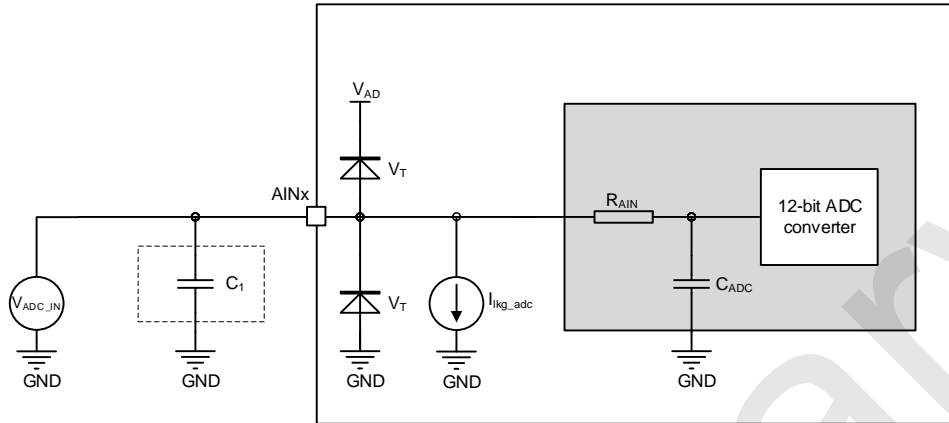 V_AD
V_T
AINx
R_AIN
12-bit ADC
converter
V_ADC_IN
C_1
V_T
I_lkg_adc
C_ADC
GND
GND
GND
GND
GND